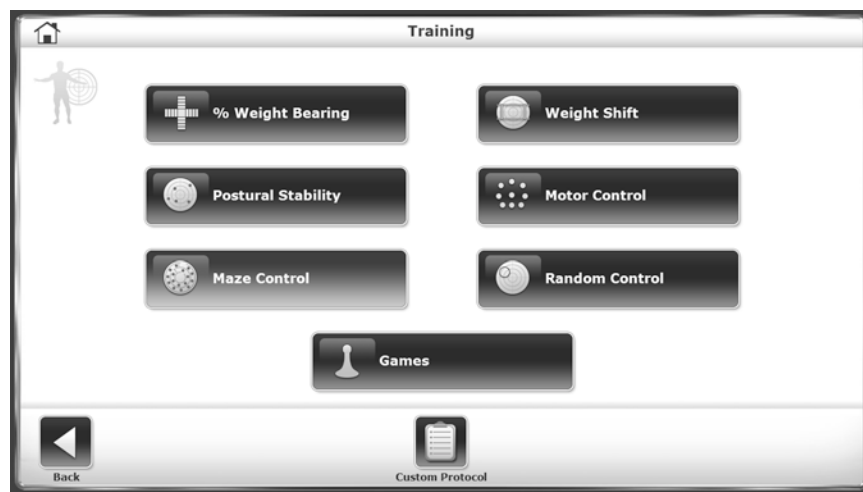 Training
% Weight Bearing
Weight Shift
Postural Stability
Motor Control
Maze Control
Random Control
Games
Back
Custom Protocol